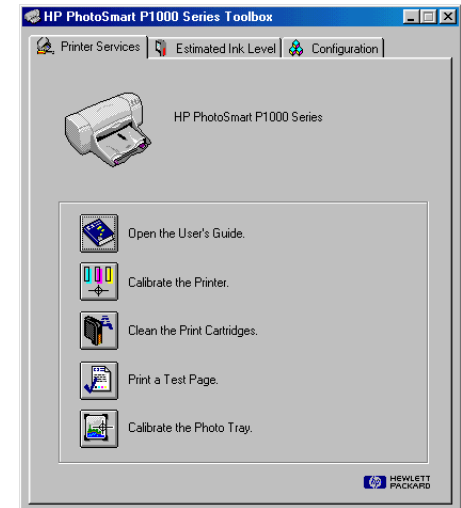 HP PhotoSmart P1000 Series Toolbox
Printer Services Estimated Ink Level Configuration
HP PhotoSmart P1000 Series
Open the User's Guide.
Calibrate the Printer.
Clean the Print Cartridges.
Print a Test Page.
Calibrate the Photo Tray.
hp HEWLETT
PACKARD